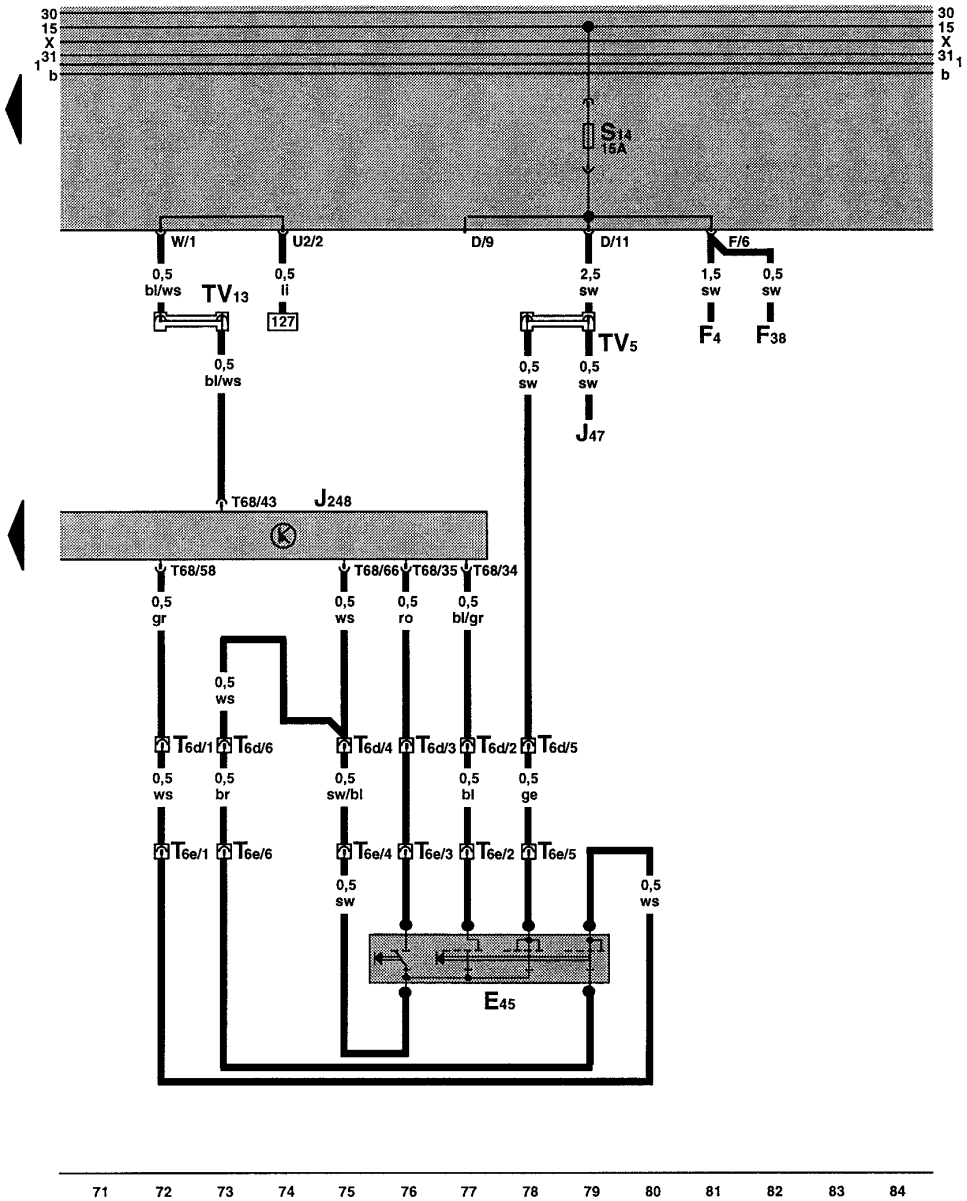 30 30
15 15
X X
31 31
1 1
b b
S14
15A
W/1 U2/2 D/9 D/11 F/6
0,5 0,5 2,5 1,5 0,5
bl/ws li sw sw sw
TV13
127
F4 F38
TV5
0,5 0,5 0,5
bl/ws sw sw
J47
T68/43 J248
T68/58 T68/66 T68/35 T68/34
0,5 0,5 0,5 0,5
gr ws ro bl/gr
0,5
ws
T6d/1 T6d/6 T6d/4 T6d/3 T6d/2 T6d/5
0,5 0,5 0,5 0,5 0,5
ws br sw/bl bl ge
T6e/1 T6e/6 T6e/4 T6e/3 T6e/2 T6e/5
0,5 0,5
sw ws
E45
71 72 73 74 75 76 77 78 79 80 81 82 83 84